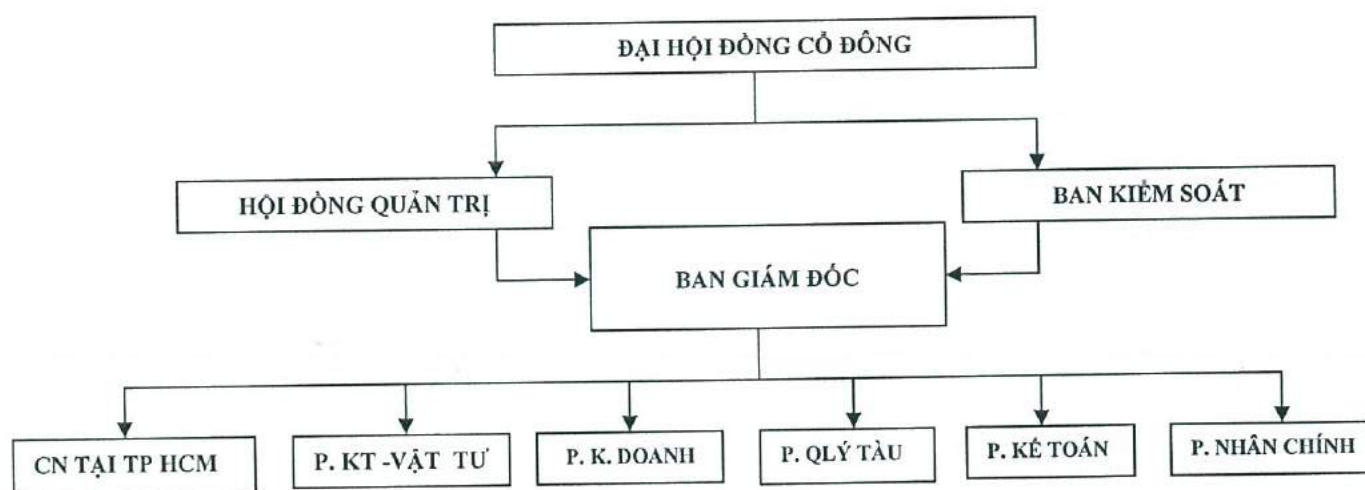 ĐẠI HỘI ĐỒNG CỔ ĐÔNG
HỘI ĐỒNG QUẢN TRỊ
BAN KIỂM SOÁT
BAN GIÁM ĐỐC
CN TẠI TP HCM
P. KT -VẬT TƯ
P. K. DOANH
P. QLÝ TÀU
P. KẾ TOÁN
P. NHÂN CHÍNH